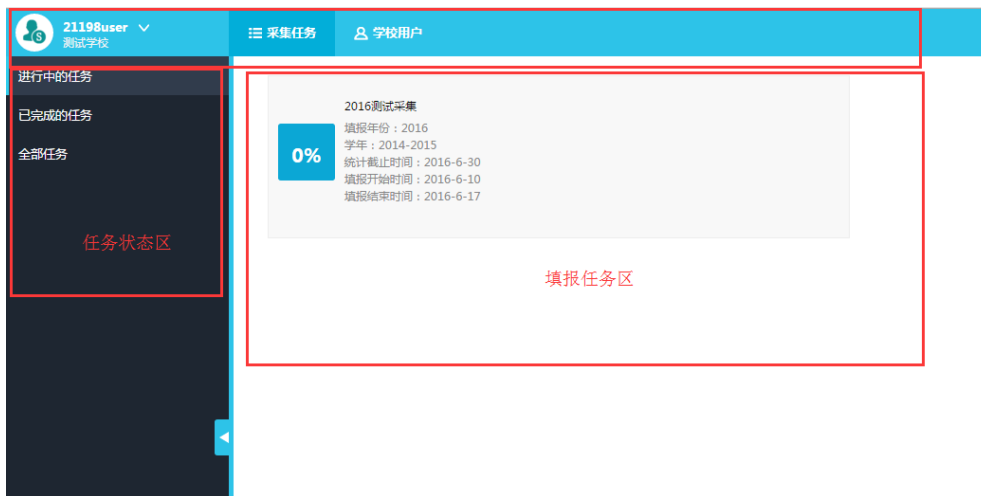 21198user
测试学校
采集任务
学校用户
进行中的任务
已完成的任务
全部任务
任务状态区
2016测试采集
0%
填报年份：2016
学年：2014-2015
统计截止时间：2016-6-30
填报开始时间：2016-6-10
填报结束时间：2016-6-17
填报任务区